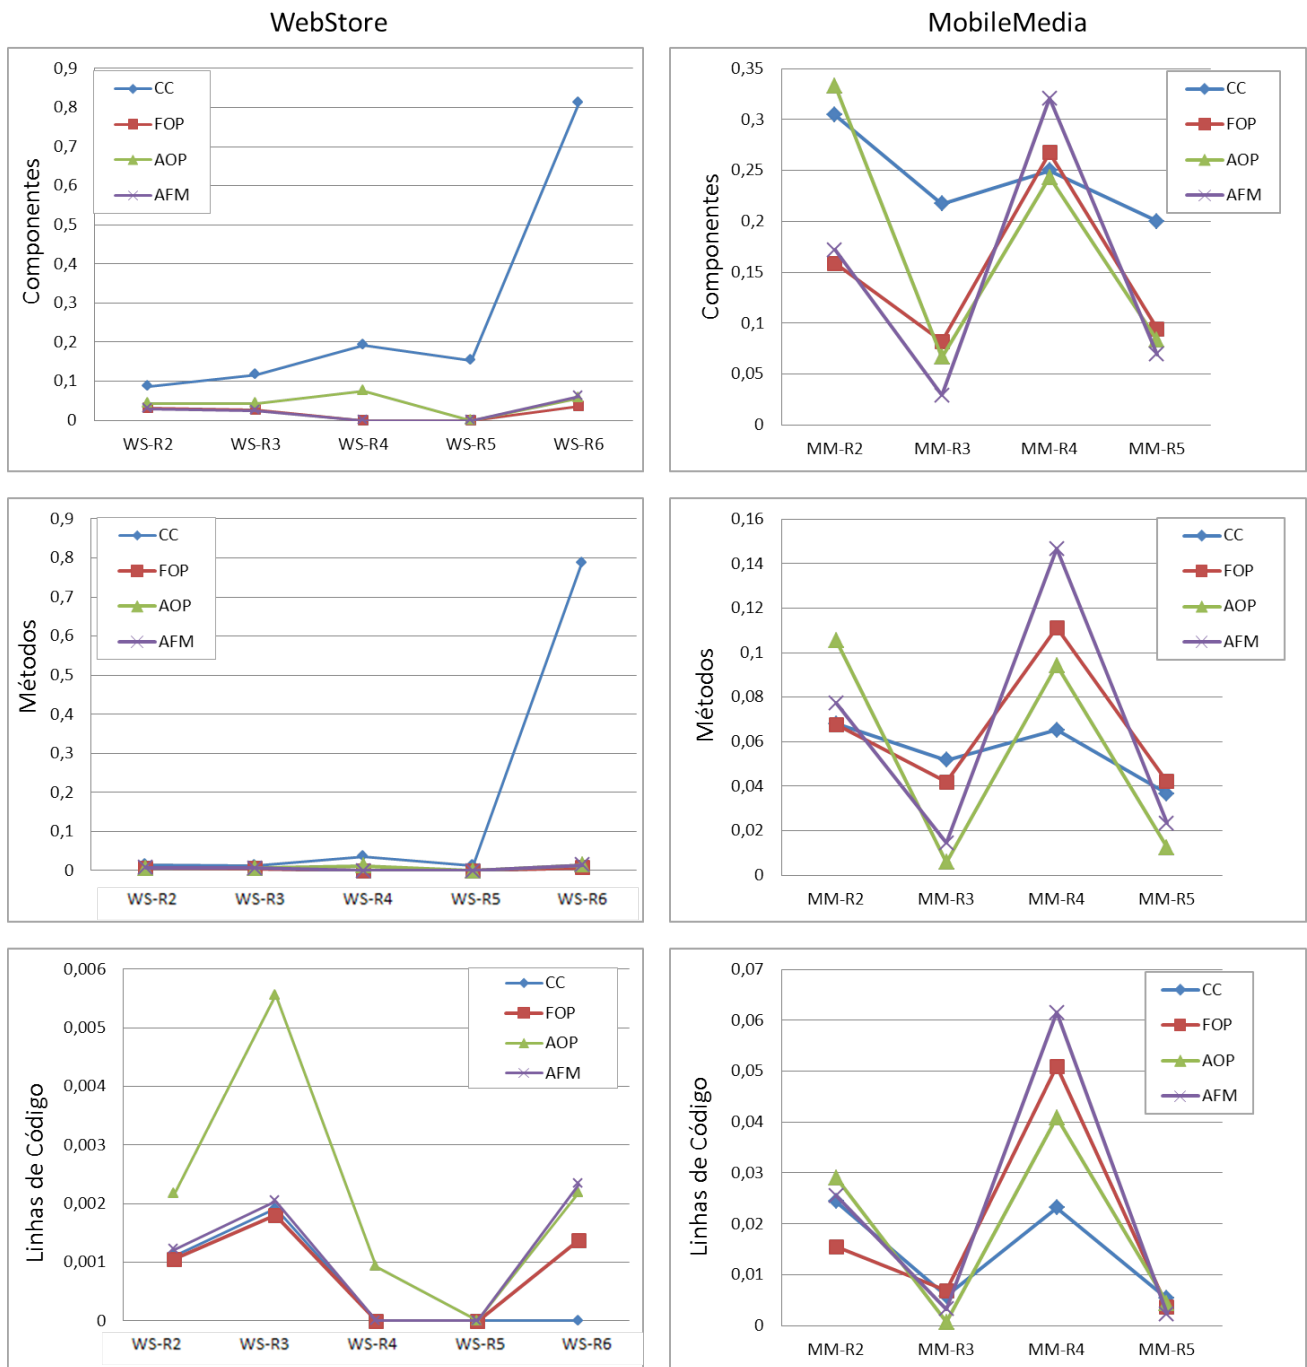 WebStore
MobileMedia
Componentes
0,9
0,8
0,7
0,6
0,5
0,4
0,3
0,2
0,1
0
CC
FOP
AOP
AFM
WS-R2 WS-R3 WS-R4 WS-R5 WS-R6
Componentes
0,35
0,3
0,25
0,2
0,15
0,1
0,05
0
CC
FOP
AOP
AFM
MM-R2 MM-R3 MM-R4 MM-R5
Métodos
0,9
0,8
0,7
0,6
0,5
0,4
0,3
0,2
0,1
0
CC
FOP
AOP
AFM
WS-R2 WS-R3 WS-R4 WS-R5 WS-R6
Métodos
0,16
0,14
0,12
0,1
0,08
0,06
0,04
0,02
0
CC
FOP
AOP
AFM
MM-R2 MM-R3 MM-R4 MM-R5
Linhas de Código
0,006
0,005
0,004
0,003
0,002
0,001
0
CC
FOP
AOP
AFM
WS-R2 WS-R3 WS-R4 WS-R5 WS-R6
Linhas de Código
0,07
0,06
0,05
0,04
0,03
0,02
0,01
0
CC
FOP
AOP
AFM
MM-R2 MM-R3 MM-R4 MM-R5